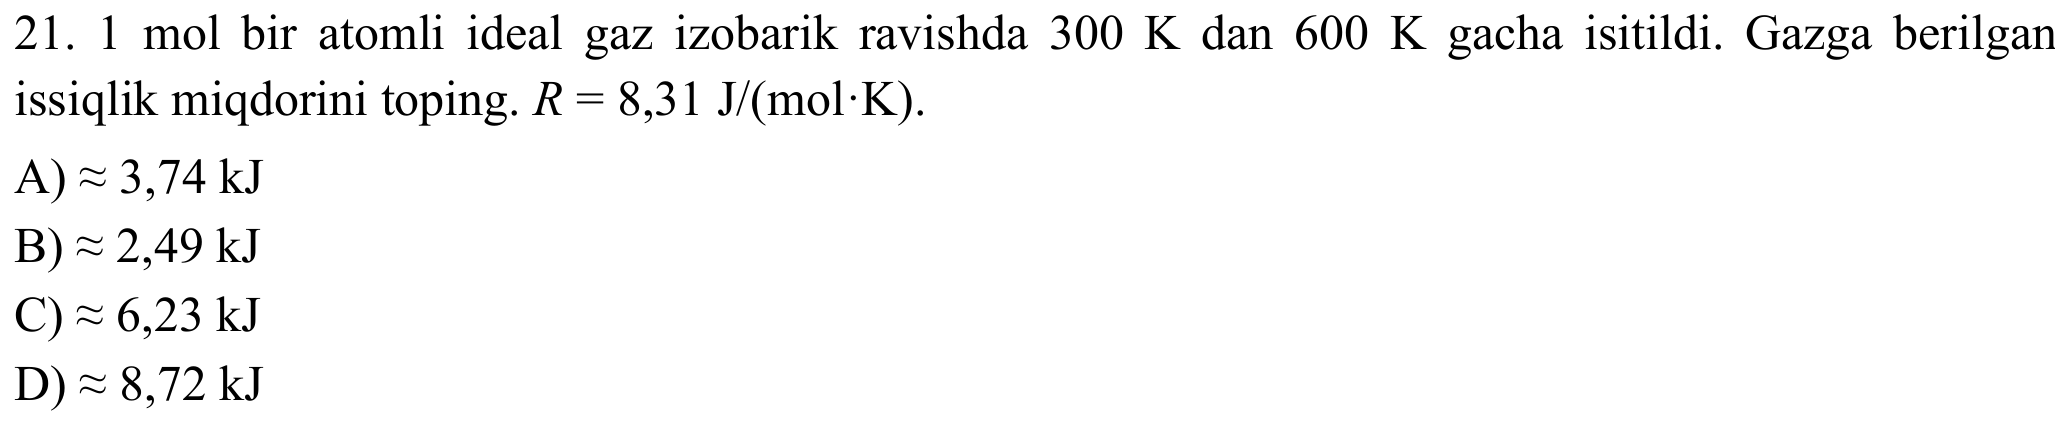 21. 1 mol bir atomli ideal gaz izobarik ravishda 300 K dan 600 K gacha isitildi. Gazga berilgan
issiqlik miqdorini toping. R = 8,31 J/(mol·K).
A) ≈ 3,74 kJ
B) ≈ 2,49 kJ
C) ≈ 6,23 kJ
D) ≈ 8,72 kJ